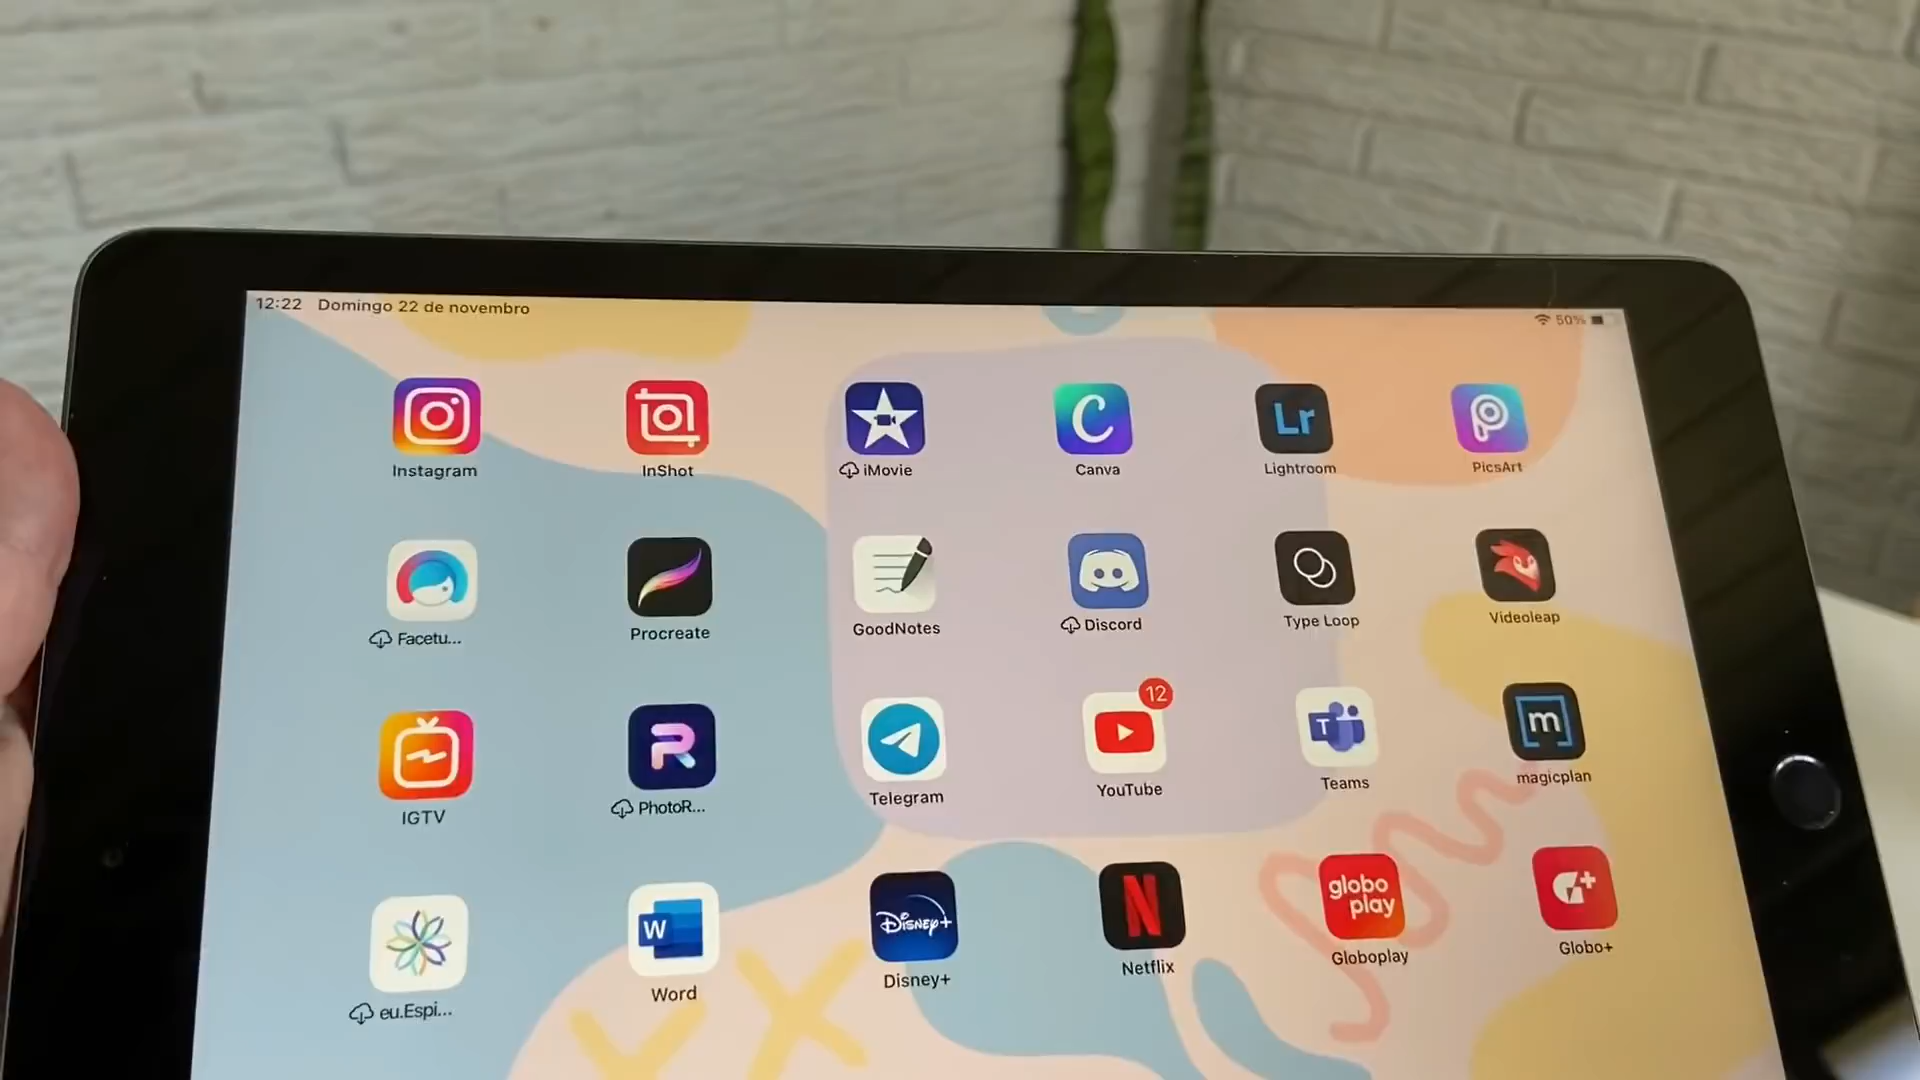 12:22 Domingo 22 de novembro
50%
Instagram
InShot
iMovie
C
Canva
Lr
Lightroom
PicsArt
Facetu...
Procreate
GoodNotes
Discord
Type Loop
Videoleap
IGTV
R
PhotoR...
Telegram
12
YouTube
T
Teams
m
magicplan
eu.Espi...
W
Word
Disney+
Disney+
N
Netflix
globo
play
Globoplay
G+
Globo+